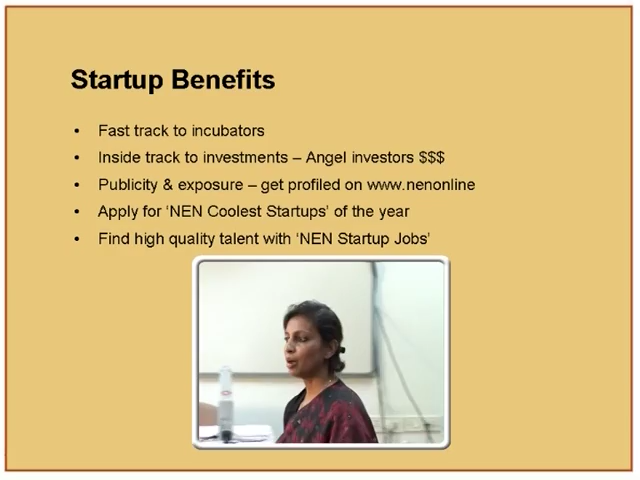 Startup Benefits
• Fast track to incubators
• Inside track to investments – Angel investors $$$
• Publicity & exposure – get profiled on www.nenonline
• Apply for ‘NEN Coolest Startups’ of the year
• Find high quality talent with ‘NEN Startup Jobs’